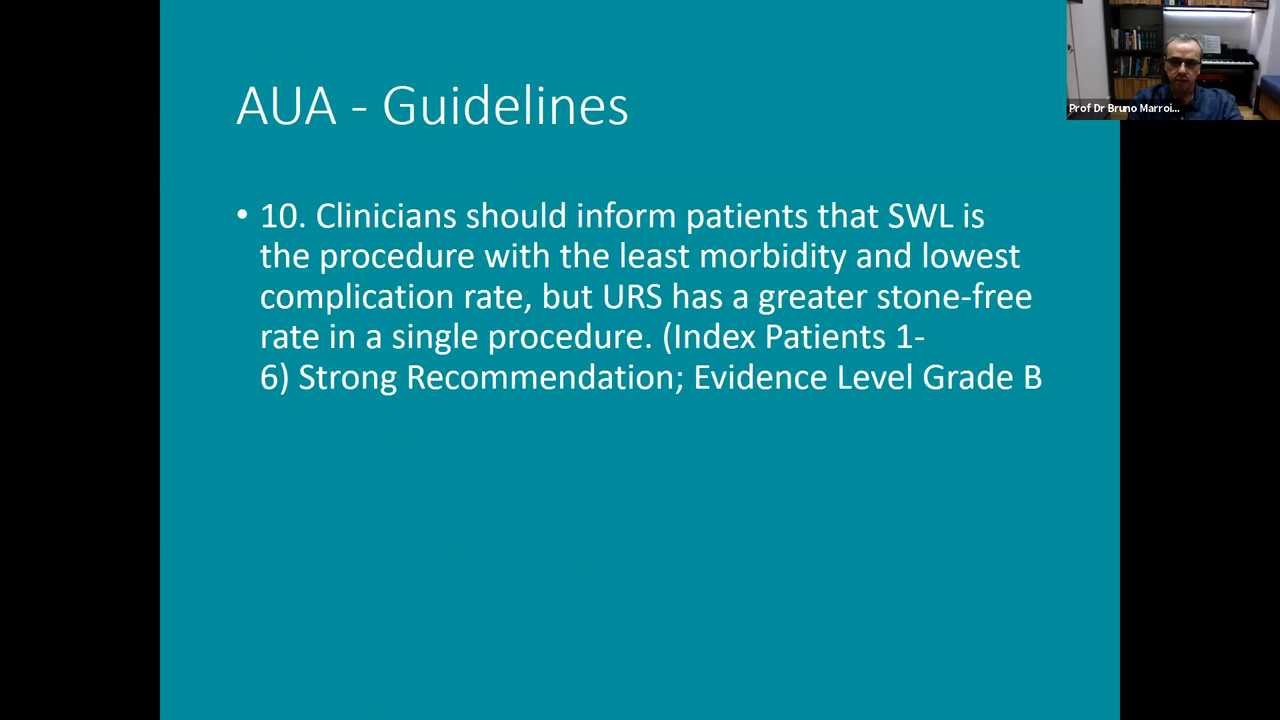 AUA - Guidelines
• 10. Clinicians should inform patients that SWL is
the procedure with the least morbidity and lowest
complication rate, but URS has a greater stone-free
rate in a single procedure. (Index Patients 1-
6) Strong Recommendation; Evidence Level Grade B
Prof Dr Bruno Marroi...